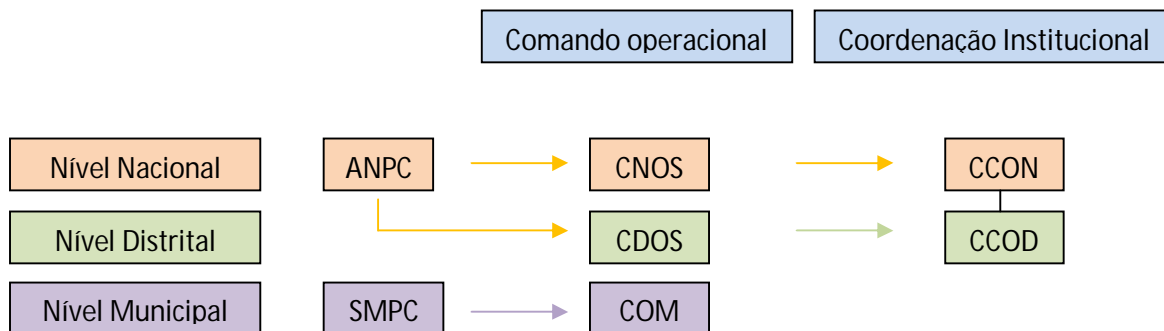 Comando operacional
Coordenação Institucional
Nível Nacional
ANPC
CNOS
CCON
Nível Distrital
CDOS
CCOD
Nível Municipal
SMPC
COM